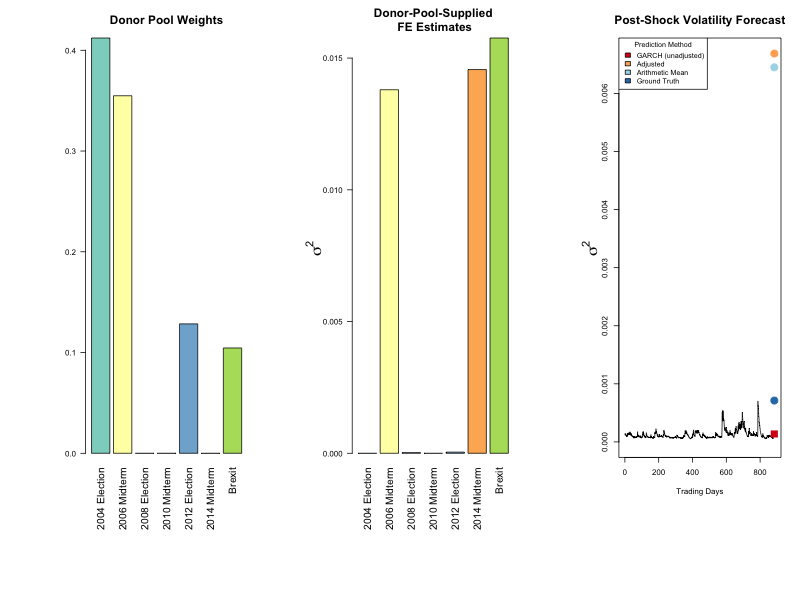 Donor Pool Weights
0.4
0.3
0.2
0.1
0.0
2004 Election
2006 Midterm
2008 Election
2010 Midterm
2012 Election
2014 Midterm
Brexit
Donor-Pool-Supplied
FE Estimates
σ²
0.015
0.010
0.005
0.000
2004 Election
2006 Midterm
2008 Election
2010 Midterm
2012 Election
2014 Midterm
Brexit
Post-Shock Volatility Forecast
Prediction Method
GARCH (unadjusted)
Adjusted
Arithmetic Mean
Ground Truth
σ²
0.006
0.005
0.004
0.003
0.002
0.001
0.000
0 200 400 600 800
Trading Days